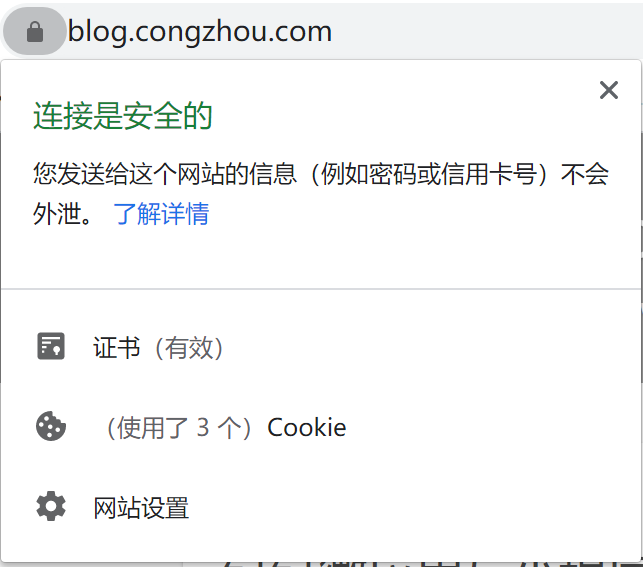 blog.congzhou.com
连接是安全的
您发送给这个网站的信息（例如密码或信用卡号）不会
外泄。 了解详情
证书（有效）
（使用了 3 个）Cookie
网站设置